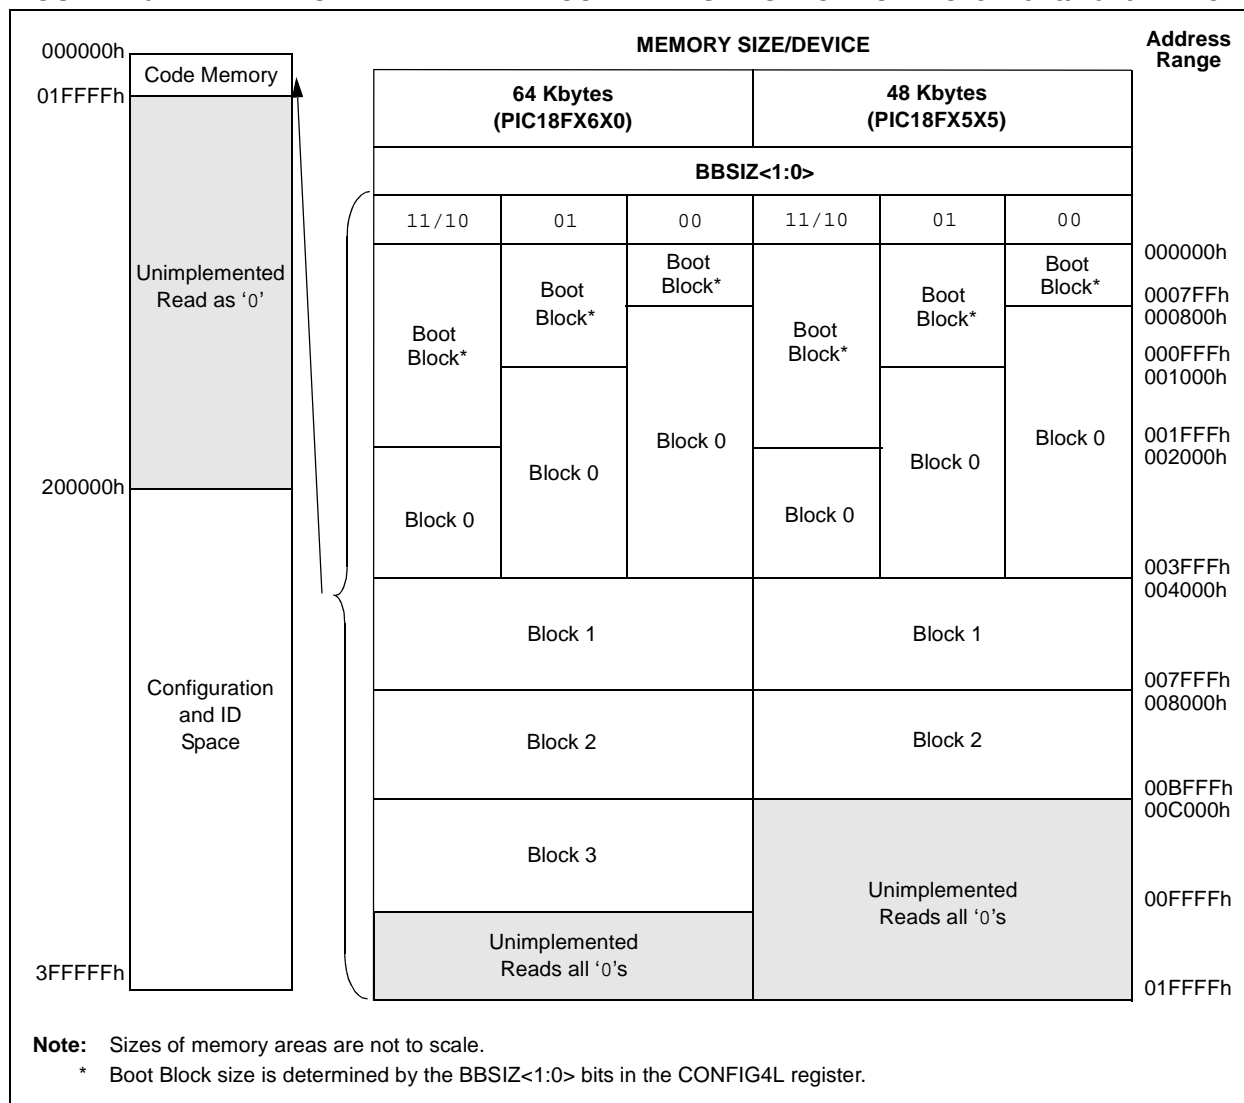 000000h
Code Memory
01FFFFh
Unimplemented
Read as ‘0’
200000h
Configuration
and ID
Space
3FFFFFh
MEMORY SIZE/DEVICE
Address
Range
64 Kbytes
(PIC18FX6X0)
48 Kbytes
(PIC18FX5X5)
BBSIZ<1:0>
11/10
01
00
11/10
01
00
Boot
Block*
Boot
Block*
Boot
Block*
Boot
Block*
Boot
Block*
Boot
Block*
Block 0
Block 0
Block 0
Block 0
Block 0
Block 0
Block 1
Block 1
Block 2
Block 2
Block 3
Unimplemented
Reads all ‘0’s
Unimplemented
Reads all ‘0’s
000000h
0007FFh
000800h
000FFFh
001000h
001FFFh
002000h
003FFFh
004000h
007FFFh
008000h
00BFFFh
00C000h
00FFFFh
01FFFFh
Note: Sizes of memory areas are not to scale.
* Boot Block size is determined by the BBSIZ<1:0> bits in the CONFIG4L register.